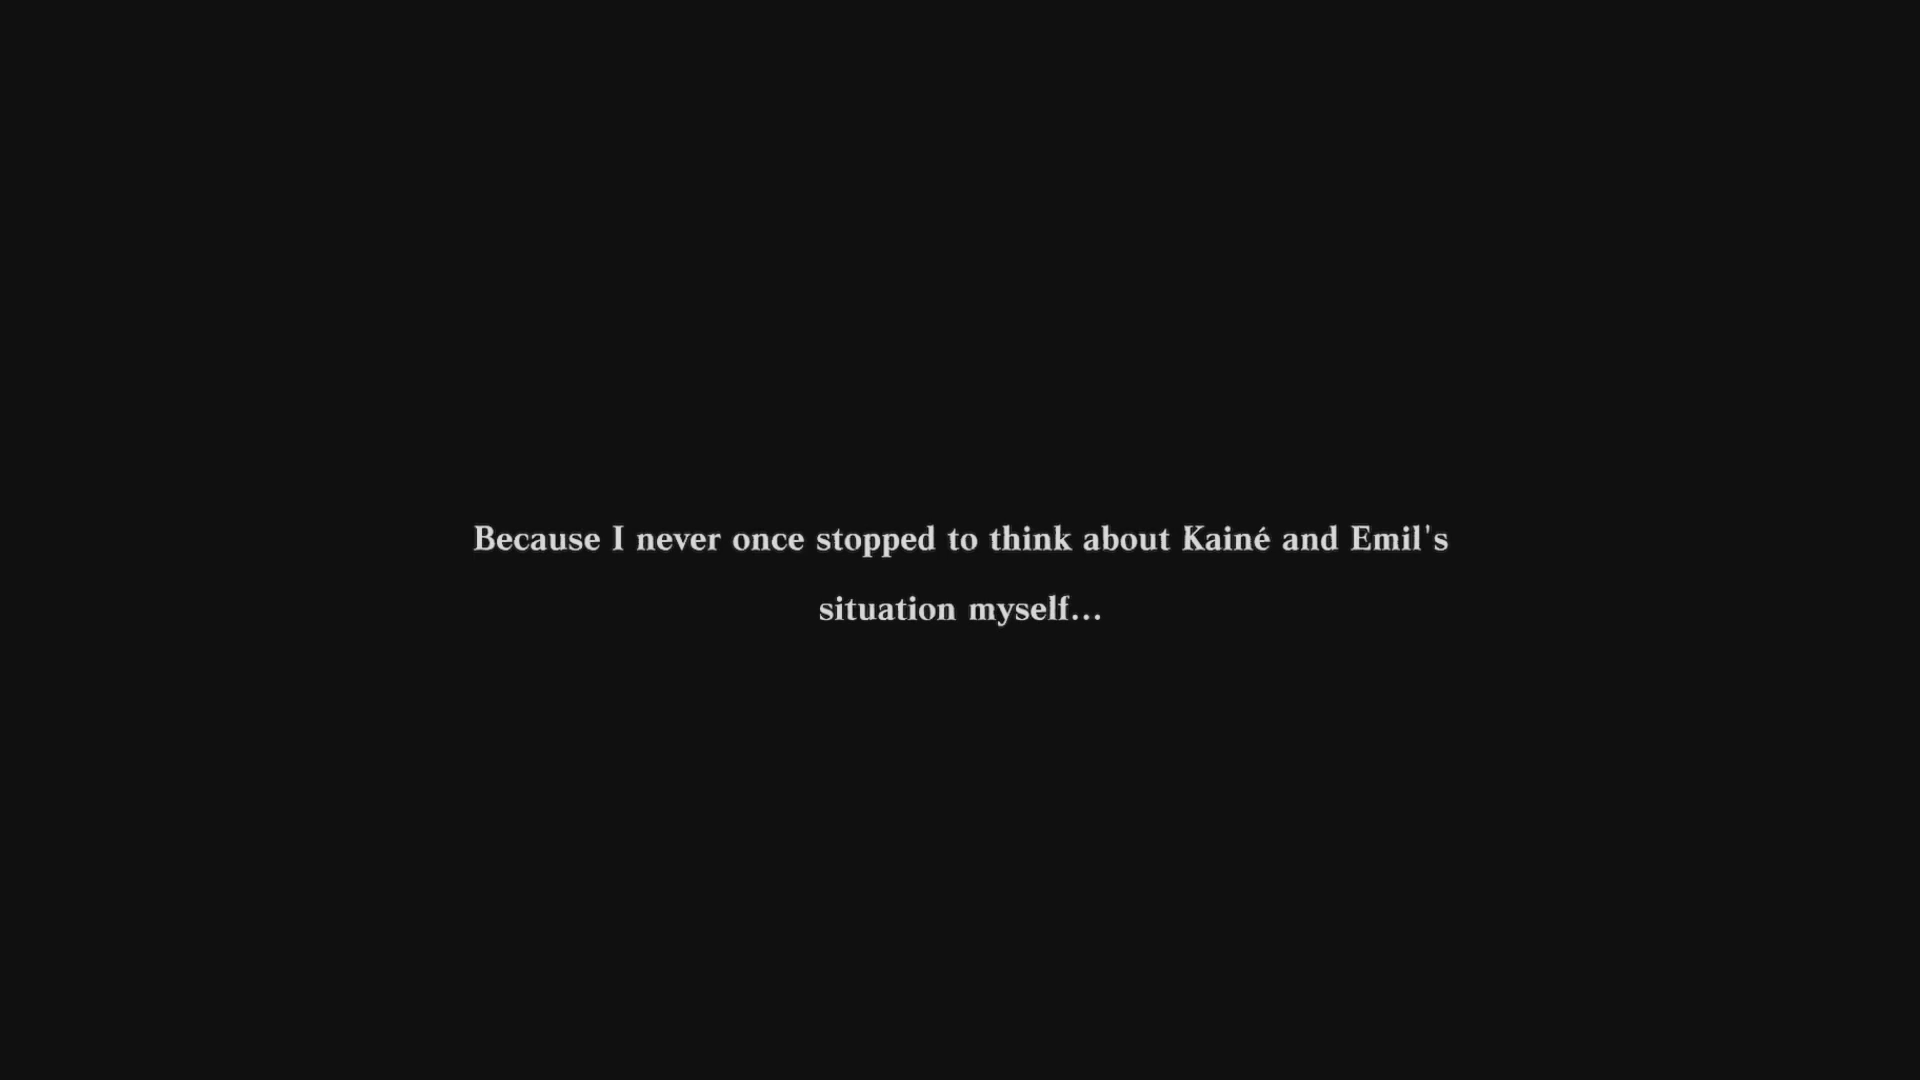 Because I never once stopped to think about Kainé and Emil's
situation myself...